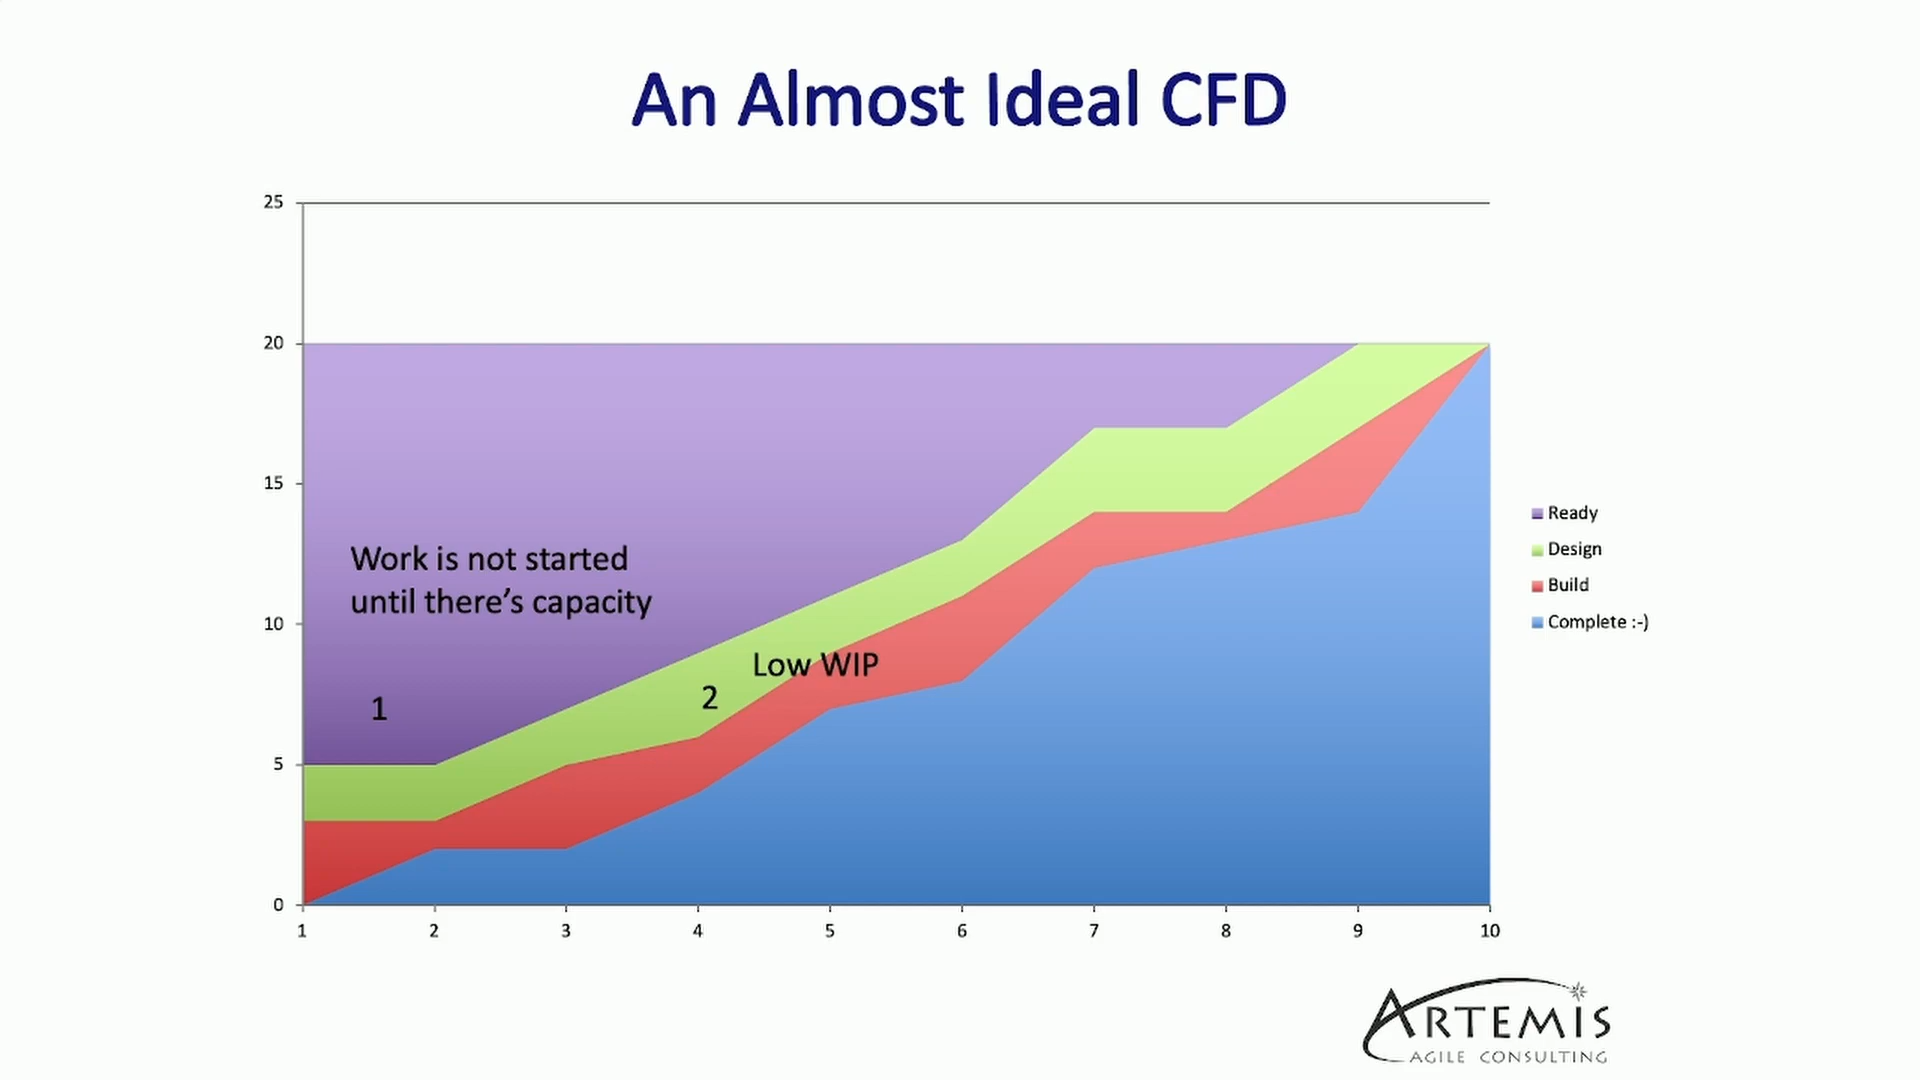 An Almost Ideal CFD
25
20
15
10
5
0
Work is not started
until there's capacity
1
2
Low WIP
1 2 3 4 5 6 7 8 9 10
Ready
Design
Build
Complete :-)
ARTEMIS
AGILE CONSULTING